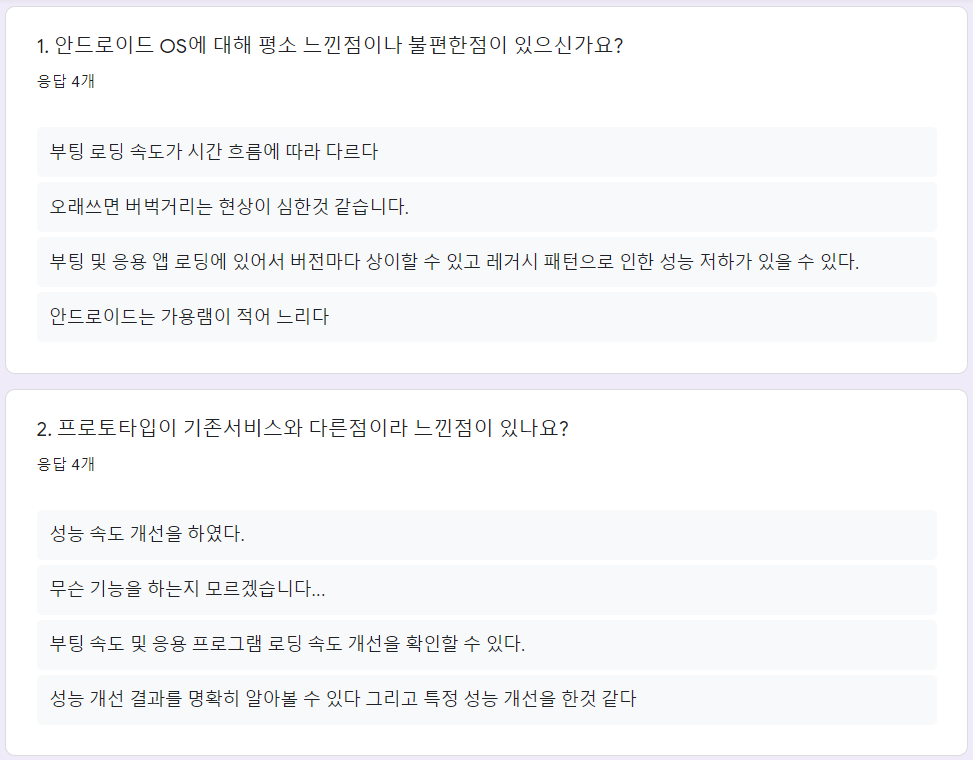 1. 안드로이드 OS에 대해 평소 느낀점이나 불편한점이 있으신가요?
응답 4개
부팅 로딩 속도가 시간 흐름에 따라 다르다
오래쓰면 버벅거리는 현상이 심한것 같습니다.
부팅 및 응용 앱 로딩에 있어서 버전마다 상이할 수 있고 레거시 패턴으로 인한 성능 저하가 있을 수 있다.
안드로이드는 가용램이 적어 느리다
2. 프로토타입이 기존서비스와 다른점이라 느낀점이 있나요?
응답 4개
성능 속도 개선을 하였다.
무슨 기능을 하는지 모르겠습니다...
부팅 속도 및 응용 프로그램 로딩 속도 개선을 확인할 수 있다.
성능 개선 결과를 명확히 알아볼 수 있다 그리고 특정 성능 개선을 한것 같다